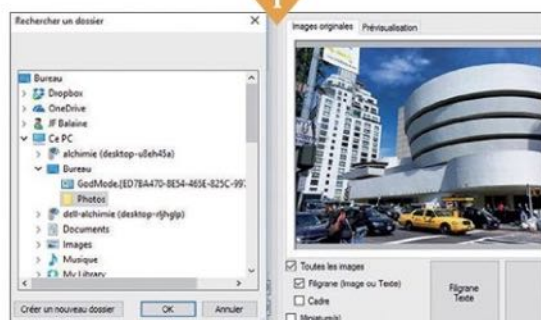 Rechercher un dossier
Bureau
Dropbox
OneDrive
JF Balaine
Ce PC
alchimie (desktop-u8eh45a)
Bureau
GodMode.{ED7BA470-8E54-465E-825C-997
Photos
dell-alchimie (desktop-rljhglp)
Documents
Images
Musique
My Library
Créer un nouveau dossier
OK
Annuler
Images originales
Prévisualisation
Toutes les images
Filigrane (Image ou Texte)
Cadre
Miniature(s)
Filigrane
Texte